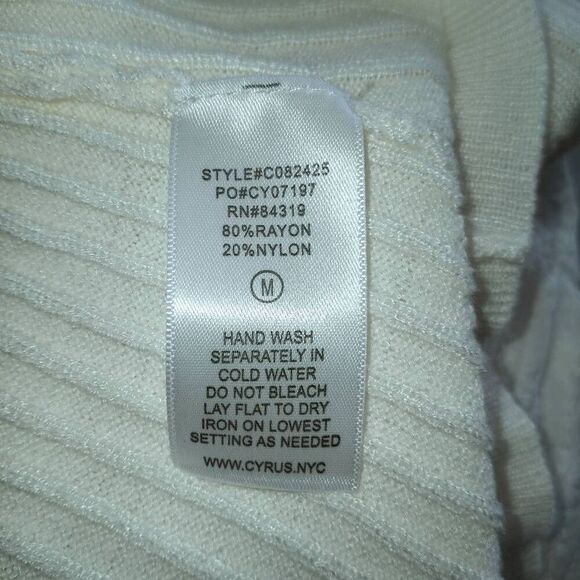 STYLE#C082425
PO#CY07197
RN#84319
80%RAYON
20%NYLON
M
HAND WASH
SEPARATELY IN
COLD WATER
DO NOT BLEACH
LAY FLAT TO DRY
IRON ON LOWEST
SETTING AS NEEDED
WWW.CYRUS.NYC